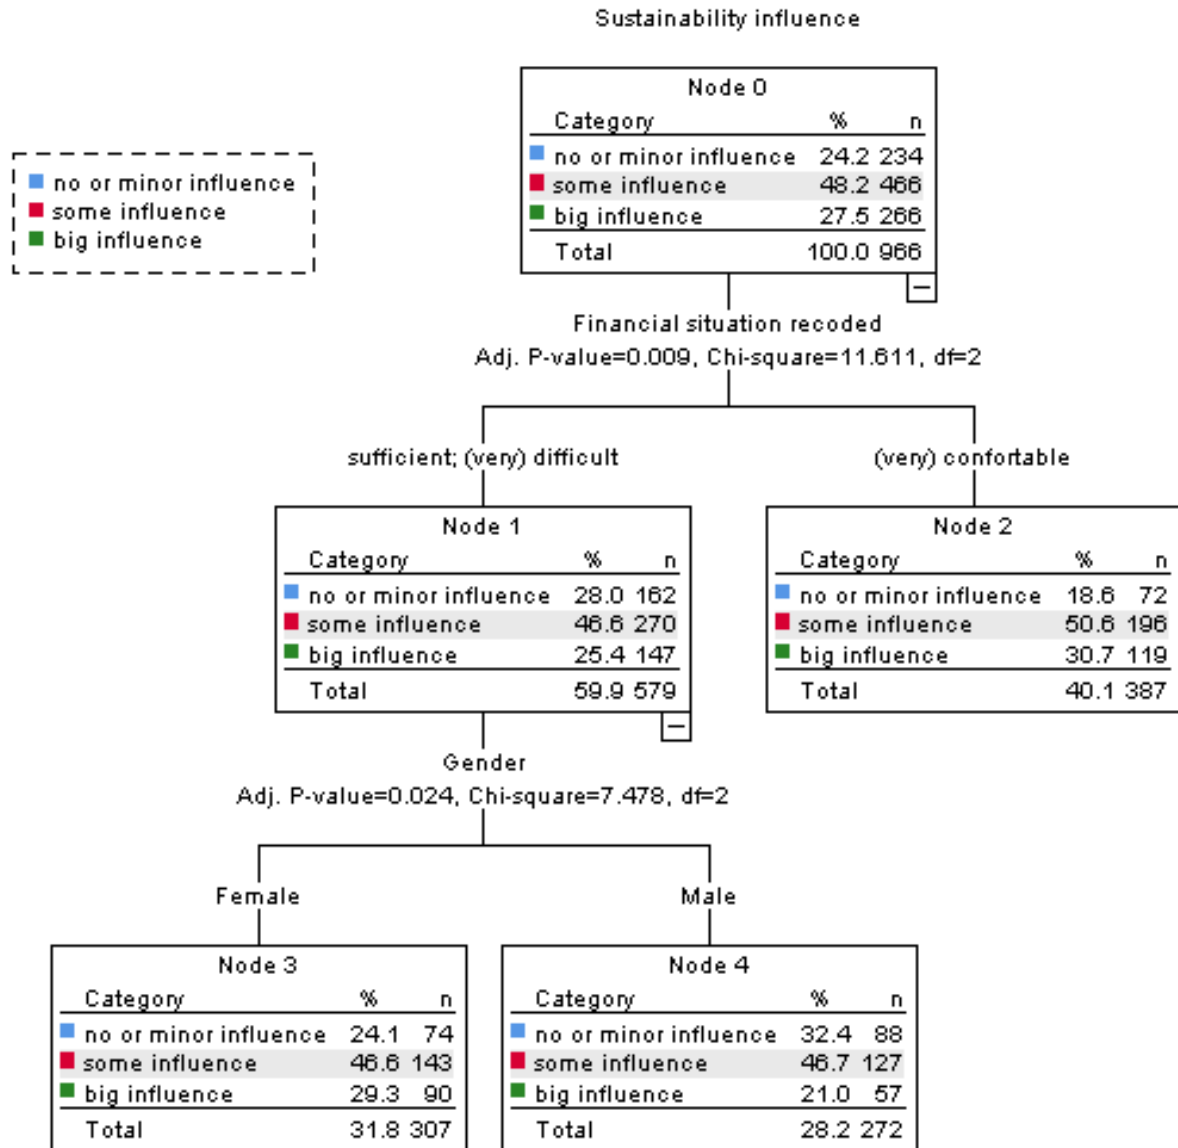 Sustainability influence
no or minor influence
some influence
big influence
Node 0
Category % n
no or minor influence 24.2 234
some influence 48.2 466
big influence 27.5 266
Total 100.0 966
Financial situation recoded
Adj. P-value=0.009, Chi-square=11.611, df=2
sufficient; (very) difficult
(very) confortable
Node 1
Category % n
no or minor influence 28.0 162
some influence 46.6 270
big influence 25.4 147
Total 59.9 579
Node 2
Category % n
no or minor influence 18.6 72
some influence 50.6 196
big influence 30.7 119
Total 40.1 387
Gender
Adj. P-value=0.024, Chi-square=7.478, df=2
Female
Male
Node 3
Category % n
no or minor influence 24.1 74
some influence 46.6 143
big influence 29.3 90
Total 31.8 307
Node 4
Category % n
no or minor influence 32.4 88
some influence 46.7 127
big influence 21.0 57
Total 28.2 272